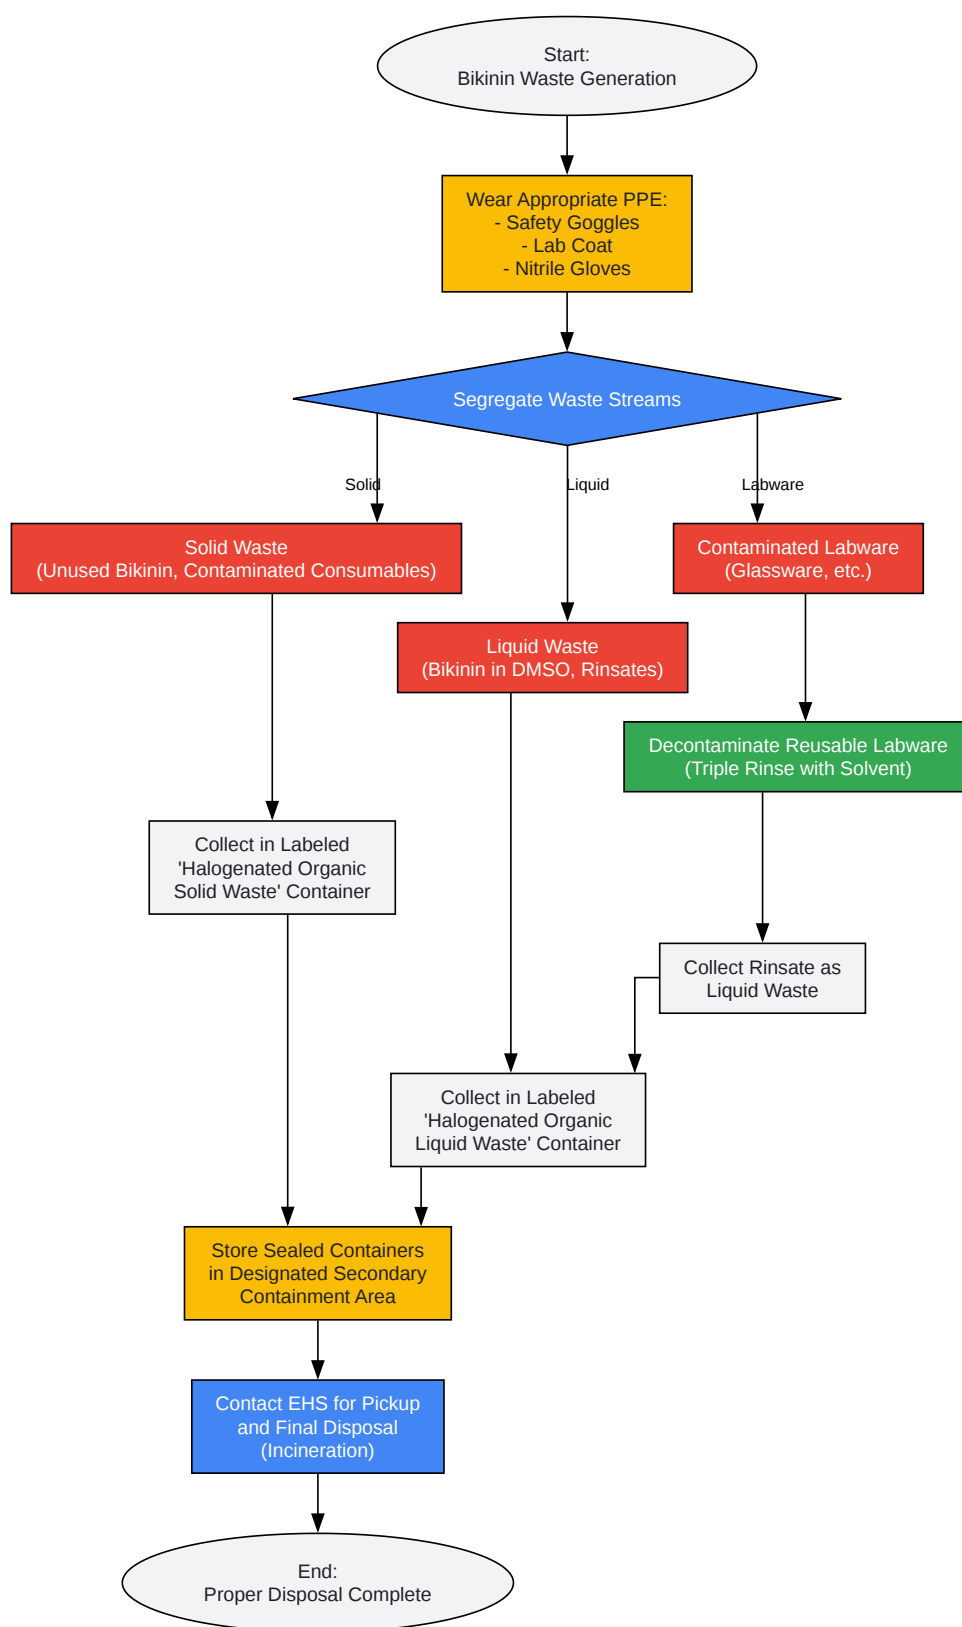 Start:
Bikinin Waste Generation
Wear Appropriate PPE:
- Safety Goggles
- Lab Coat
- Nitrile Gloves
Segregate Waste Streams
Solid
Liquid
Labware
Solid Waste
(Unused Bikinin, Contaminated Consumables)
Contaminated Labware
(Glassware, etc.)
Liquid Waste
(Bikinin in DMSO, Rinsates)
Decontaminate Reusable Labware
(Triple Rinse with Solvent)
Collect in Labeled
'Halogenated Organic
Solid Waste' Container
Collect Rinsate as
Liquid Waste
Collect in Labeled
'Halogenated Organic
Liquid Waste' Container
Store Sealed Containers
in Designated Secondary
Containment Area
Contact EHS for Pickup
and Final Disposal
(Incineration)
End:
Proper Disposal Complete